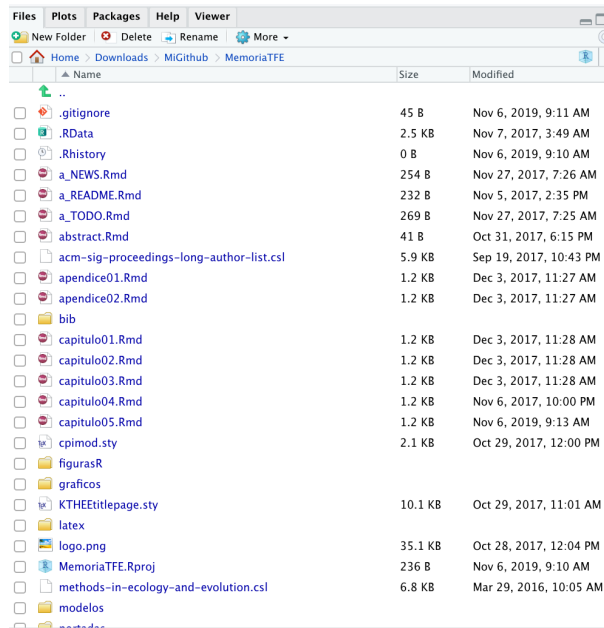 Files Plots Packages Help Viewer
New Folder Delete Rename More
Home Downloads MiGithub MemoriaTFE
Name Size Modified
..
.gitignore 45 B Nov 6, 2019, 9:11 AM
.RData 2.5 KB Nov 7, 2017, 3:49 AM
.Rhistory 0 B Nov 6, 2019, 9:10 AM
a_NEWS.Rmd 254 B Nov 27, 2017, 7:26 AM
a_README.Rmd 232 B Nov 5, 2017, 2:35 PM
a_TODO.Rmd 269 B Nov 27, 2017, 7:25 AM
abstract.Rmd 41 B Oct 31, 2017, 6:15 PM
acm-sig-proceedings-long-author-list.csl 5.9 KB Sep 19, 2017, 10:43 PM
apendice01.Rmd 1.2 KB Dec 3, 2017, 11:27 AM
apendice02.Rmd 1.2 KB Dec 3, 2017, 11:27 AM
bib
capitulo01.Rmd 1.2 KB Dec 3, 2017, 11:28 AM
capitulo02.Rmd 1.2 KB Dec 3, 2017, 11:28 AM
capitulo03.Rmd 1.2 KB Dec 3, 2017, 11:28 AM
capitulo04.Rmd 1.2 KB Nov 6, 2017, 10:00 PM
capitulo05.Rmd 1.2 KB Nov 6, 2019, 9:13 AM
cpimod.sty 2.1 KB Oct 29, 2017, 12:00 PM
figurasR
graficos
KTHEEtitlepage.sty 10.1 KB Oct 29, 2017, 11:01 AM
latex
logo.png 35.1 KB Oct 28, 2017, 12:04 PM
MemoriaTFE.Rproj 236 B Nov 6, 2019, 9:10 AM
methods-in-ecology-and-evolution.csl 6.8 KB Mar 29, 2016, 10:05 AM
modelos